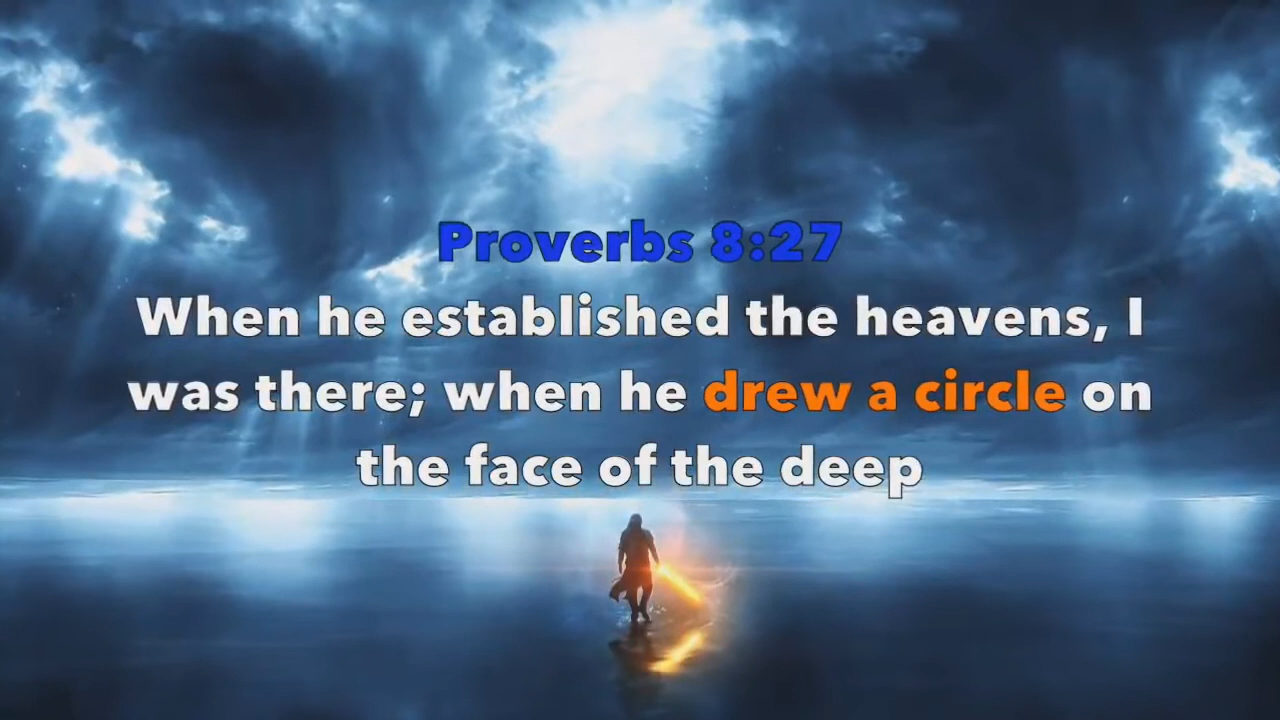 Proverbs 8:27
When he established the heavens, I
was there; when he drew a circle on
the face of the deep